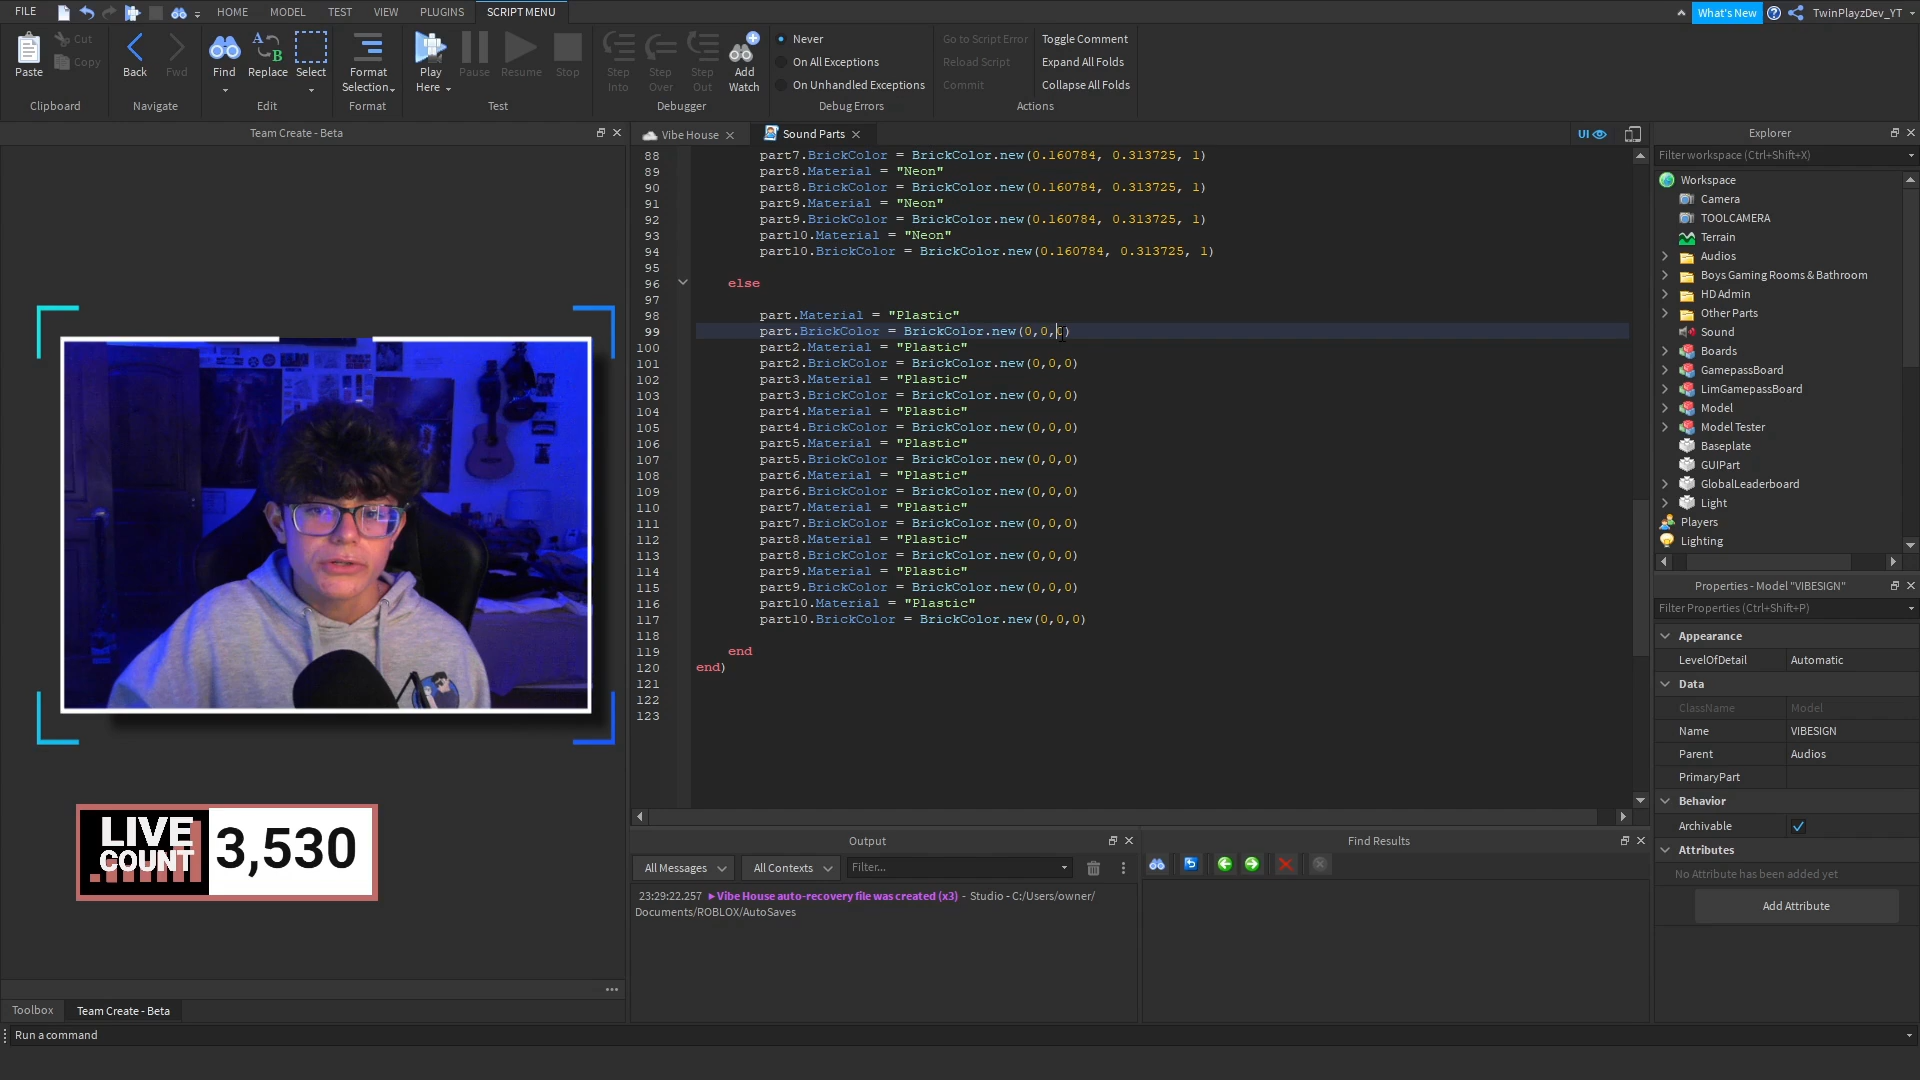 FILE HOME MODEL TEST VIEW PLUGINS SCRIPT MENU What's New TwinPlayzDev_YT
Paste Cut Copy Back Fwd Find Replace Select Format Selection Play Here Pause Resume Stop Step Into Step Over Step Out Add Watch
Never
On All Exceptions
On Unhandled Exceptions
Go to Script Error
Reload Script
Commit
Toggle Comment
Expand All Folds
Collapse All Folds
Clipboard Navigate Edit Format Test Debugger Debug Errors Actions
Team Create - Beta
Vibe House Sound Parts UI
88 part7.BrickColor = BrickColor.new(0.160784, 0.313725, 1)
89 part8.Material = "Neon"
90 part8.BrickColor = BrickColor.new(0.160784, 0.313725, 1)
91 part9.Material = "Neon"
92 part9.BrickColor = BrickColor.new(0.160784, 0.313725, 1)
93 part10.Material = "Neon"
94 part10.BrickColor = BrickColor.new(0.160784, 0.313725, 1)
95
96 else
97
98 part.Material = "Plastic"
99 part.BrickColor = BrickColor.new(0,0,0)
100 part2.Material = "Plastic"
101 part2.BrickColor = BrickColor.new(0,0,0)
102 part3.Material = "Plastic"
103 part3.BrickColor = BrickColor.new(0,0,0)
104 part4.Material = "Plastic"
105 part4.BrickColor = BrickColor.new(0,0,0)
106 part5.Material = "Plastic"
107 part5.BrickColor = BrickColor.new(0,0,0)
108 part6.Material = "Plastic"
109 part6.BrickColor = BrickColor.new(0,0,0)
110 part7.Material = "Plastic"
111 part7.BrickColor = BrickColor.new(0,0,0)
112 part8.Material = "Plastic"
113 part8.BrickColor = BrickColor.new(0,0,0)
114 part9.Material = "Plastic"
115 part9.BrickColor = BrickColor.new(0,0,0)
116 part10.Material = "Plastic"
117 part10.BrickColor = BrickColor.new(0,0,0)
118
119 end
120 end)
121
122
123
LIVE
COUNT
3,530
Output
All Messages All Contexts Filter...
23:29:22.257 ▶Vibe House auto-recovery file was created (x3) - Studio - C:/Users/owner/
Documents/ROBLOX/AutoSaves
Find Results
Explorer
Filter workspace (Ctrl+Shift+X)
Workspace
Camera
TOOLCAMERA
Terrain
Audios
Boys Gaming Rooms & Bathroom
HD Admin
Other Parts
Sound
Boards
GamepassBoard
LimGamepassBoard
Model
Model Tester
Baseplate
GUIPart
GlobalLeaderboard
Light
Players
Lighting
Properties - Model "VIBESIGN"
Filter Properties (Ctrl+Shift+P)
Appearance
LevelOfDetail Automatic
Data
ClassName Model
Name VIBESIGN
Parent Audios
PrimaryPart
Behavior
Archivable
Attributes
No Attribute has been added yet
Add Attribute
Toolbox Team Create - Beta
Run a command